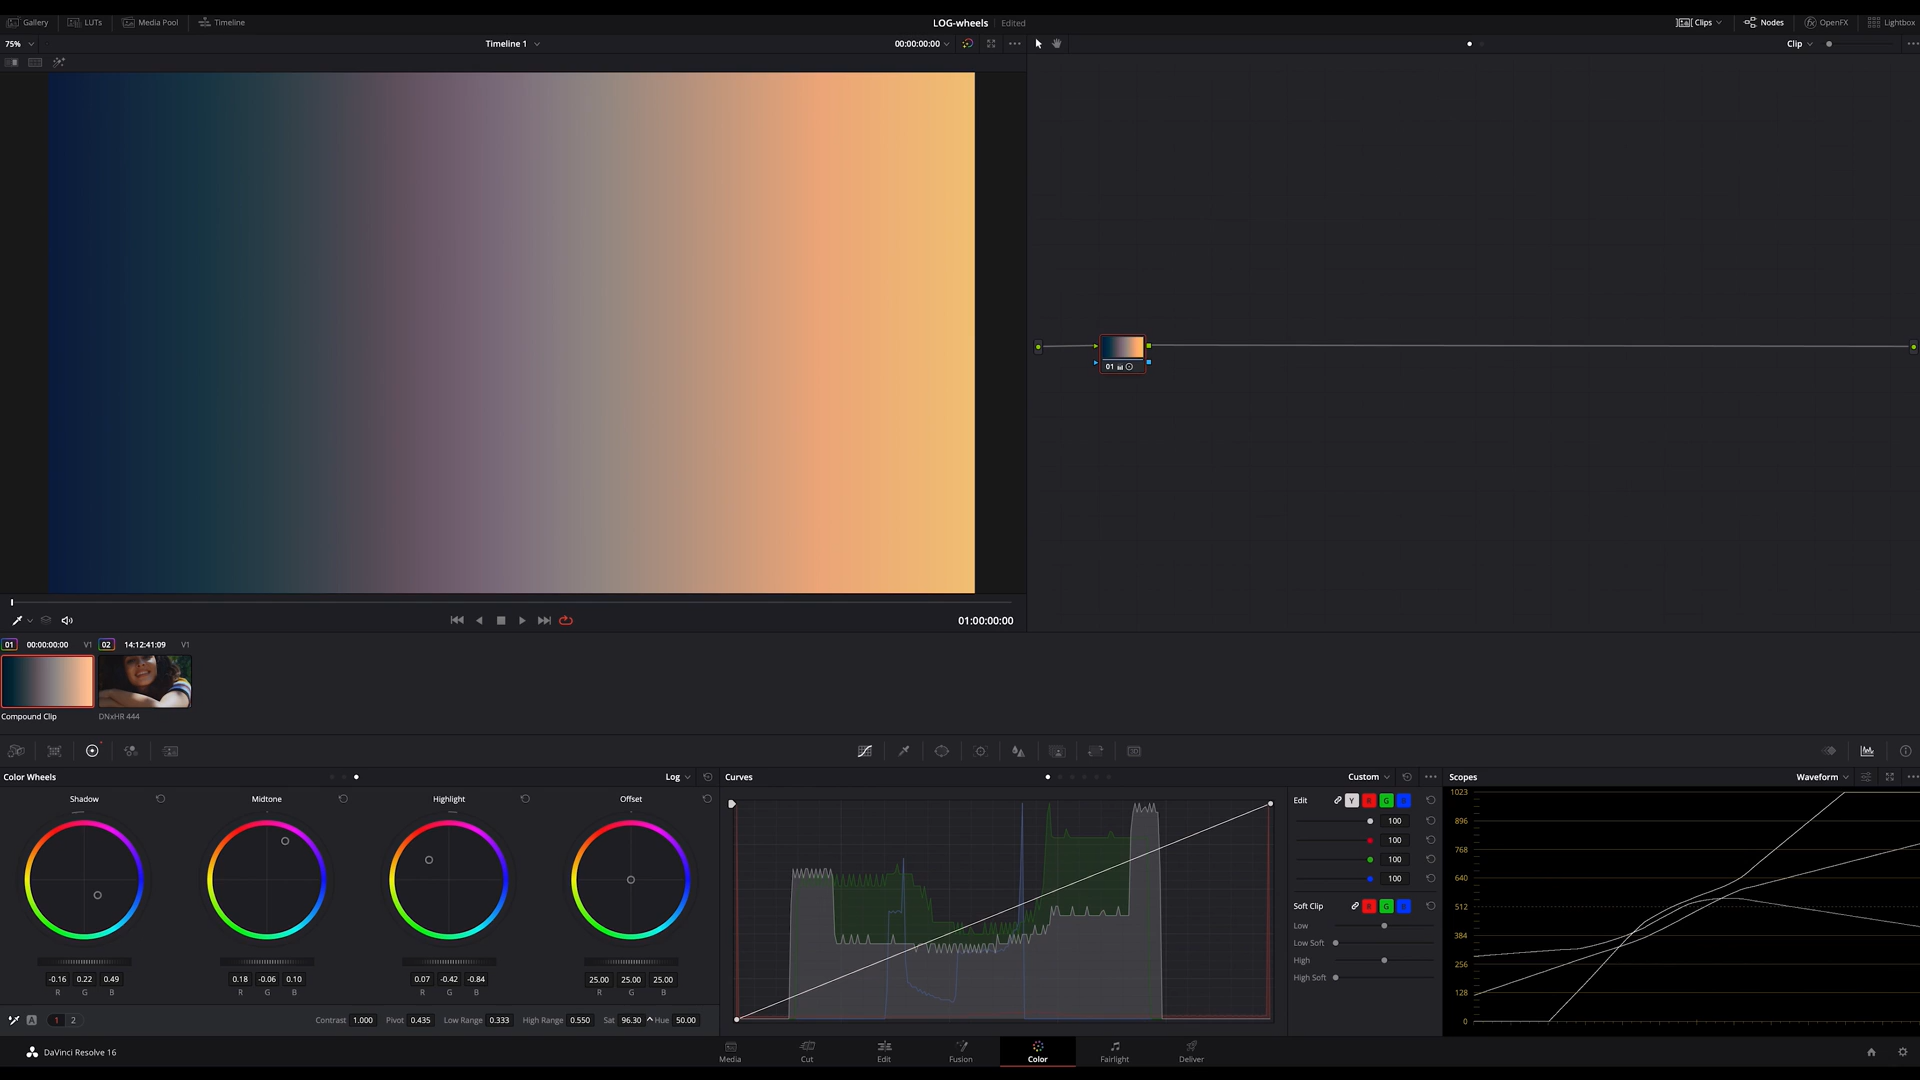 Gallery LUTs Media Pool Timeline LOG-wheels Edited Clips Nodes fx OpenFX Lightbox
75% Timeline 1 00:00:00:00 Clip
01
01:00:00:00
01 00:00:00:00 V1 02 14:12:41:09 V1
Compound Clip DNxHR 444
3D
Color Wheels Log Curves Custom Scopes Waveform
Shadow Midtone Highlight Offset
-0.16 0.22 0.49 0.18 -0.06 0.10 0.07 -0.42 -0.84 25.00 25.00 25.00
R G B R G B R G B R G B
A 1 2 Contrast 1.000 Pivot 0.435 Low Range 0.333 High Range 0.550 Sat 96.30 Hue 50.00
Edit Y R G B
100
100
100
100
Soft Clip R G B
Low
Low Soft
High
High Soft
1023
896
768
640
512
384
256
128
0
DaVinci Resolve 16 Media Cut Edit Fusion Color Fairlight Deliver